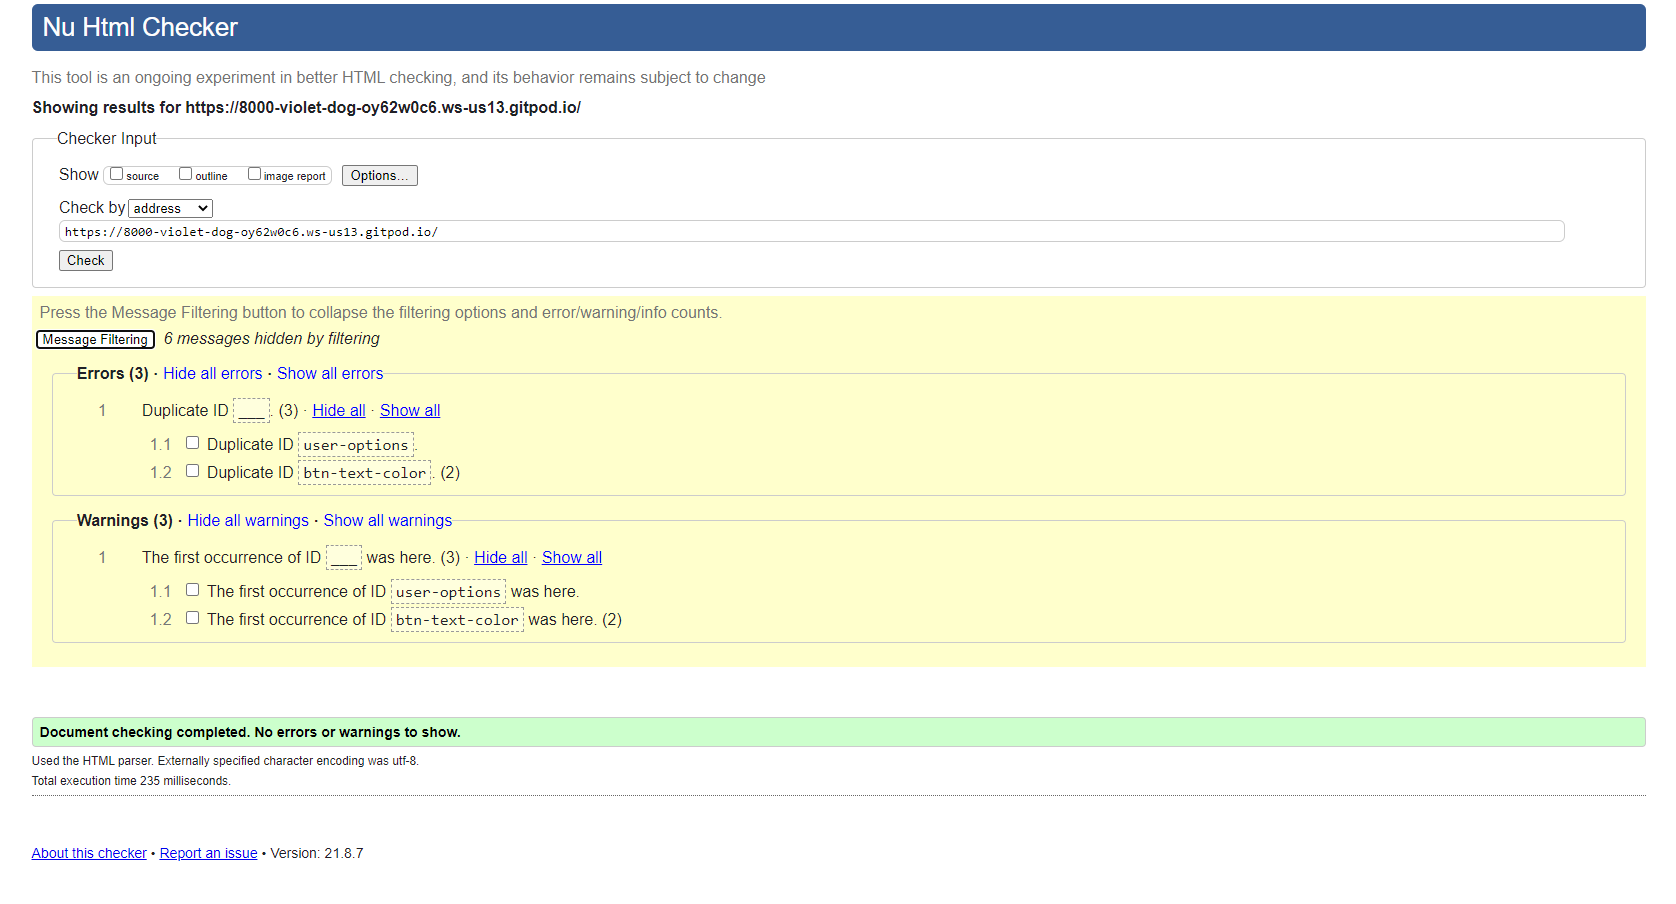 Nu Html Checker
This tool is an ongoing experiment in better HTML checking, and its behavior remains subject to change
Showing results for https://8000-violet-dog-oy62w0c6.ws-us13.gitpod.io/
Checker Input
Show source outline image report Options...
Check by address
https://8000-violet-dog-oy62w0c6.ws-us13.gitpod.io/
Check
Press the Message Filtering button to collapse the filtering options and error/warning/info counts.
Message Filtering 6 messages hidden by filtering
Errors (3) · Hide all errors · Show all errors
1 Duplicate ID ___. (3) · Hide all · Show all
1.1 Duplicate ID user-options.
1.2 Duplicate ID btn-text-color. (2)
Warnings (3) · Hide all warnings · Show all warnings
1 The first occurrence of ID ___ was here. (3) · Hide all · Show all
1.1 The first occurrence of ID user-options was here.
1.2 The first occurrence of ID btn-text-color was here. (2)
Document checking completed. No errors or warnings to show.
Used the HTML parser. Externally specified character encoding was utf-8.
Total execution time 235 milliseconds.
About this checker • Report an issue • Version: 21.8.7